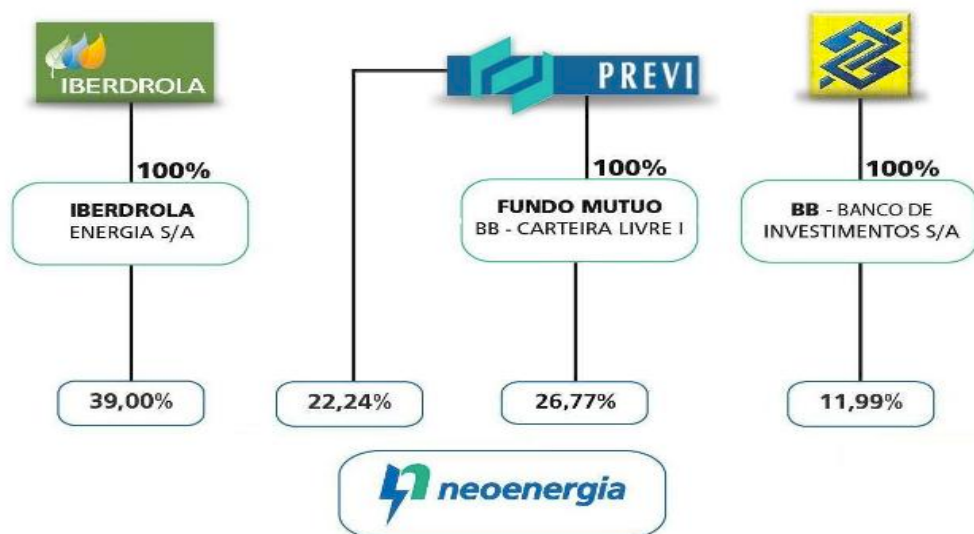 IBERDROLA
PREVI
100%
100%
100%
IBERDROLA
ENERGIA S/A
FUNDO MUTUO
BB - CARTEIRA LIVRE I
BB - BANCO DE
INVESTIMENTOS S/A
39,00%
22,24%
26,77%
11,99%
neoenergia